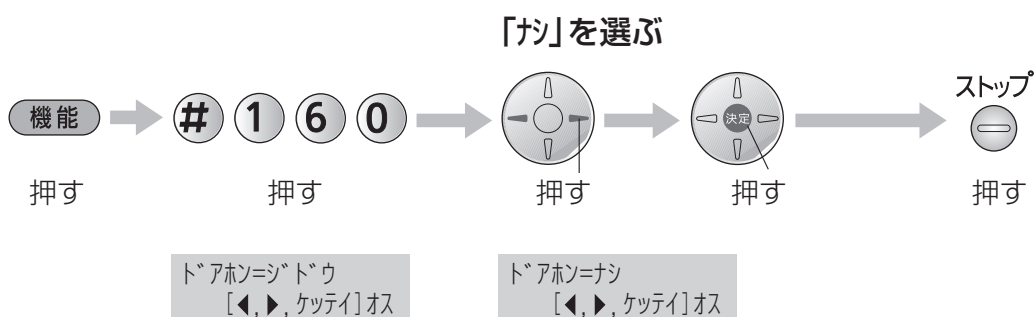 「ﾅｼ」を選ぶ
機能
# 1 6 0
決定
ストップ
押す 押す 押す 押す 押す
ﾄﾞｱﾎﾝ=ｼﾞﾄﾞｳ
[◀,▶,ｹｯﾃｲ]ｵｽ
ﾄﾞｱﾎﾝ=ﾅｼ
[◀,▶,ｹｯﾃｲ]ｵｽ